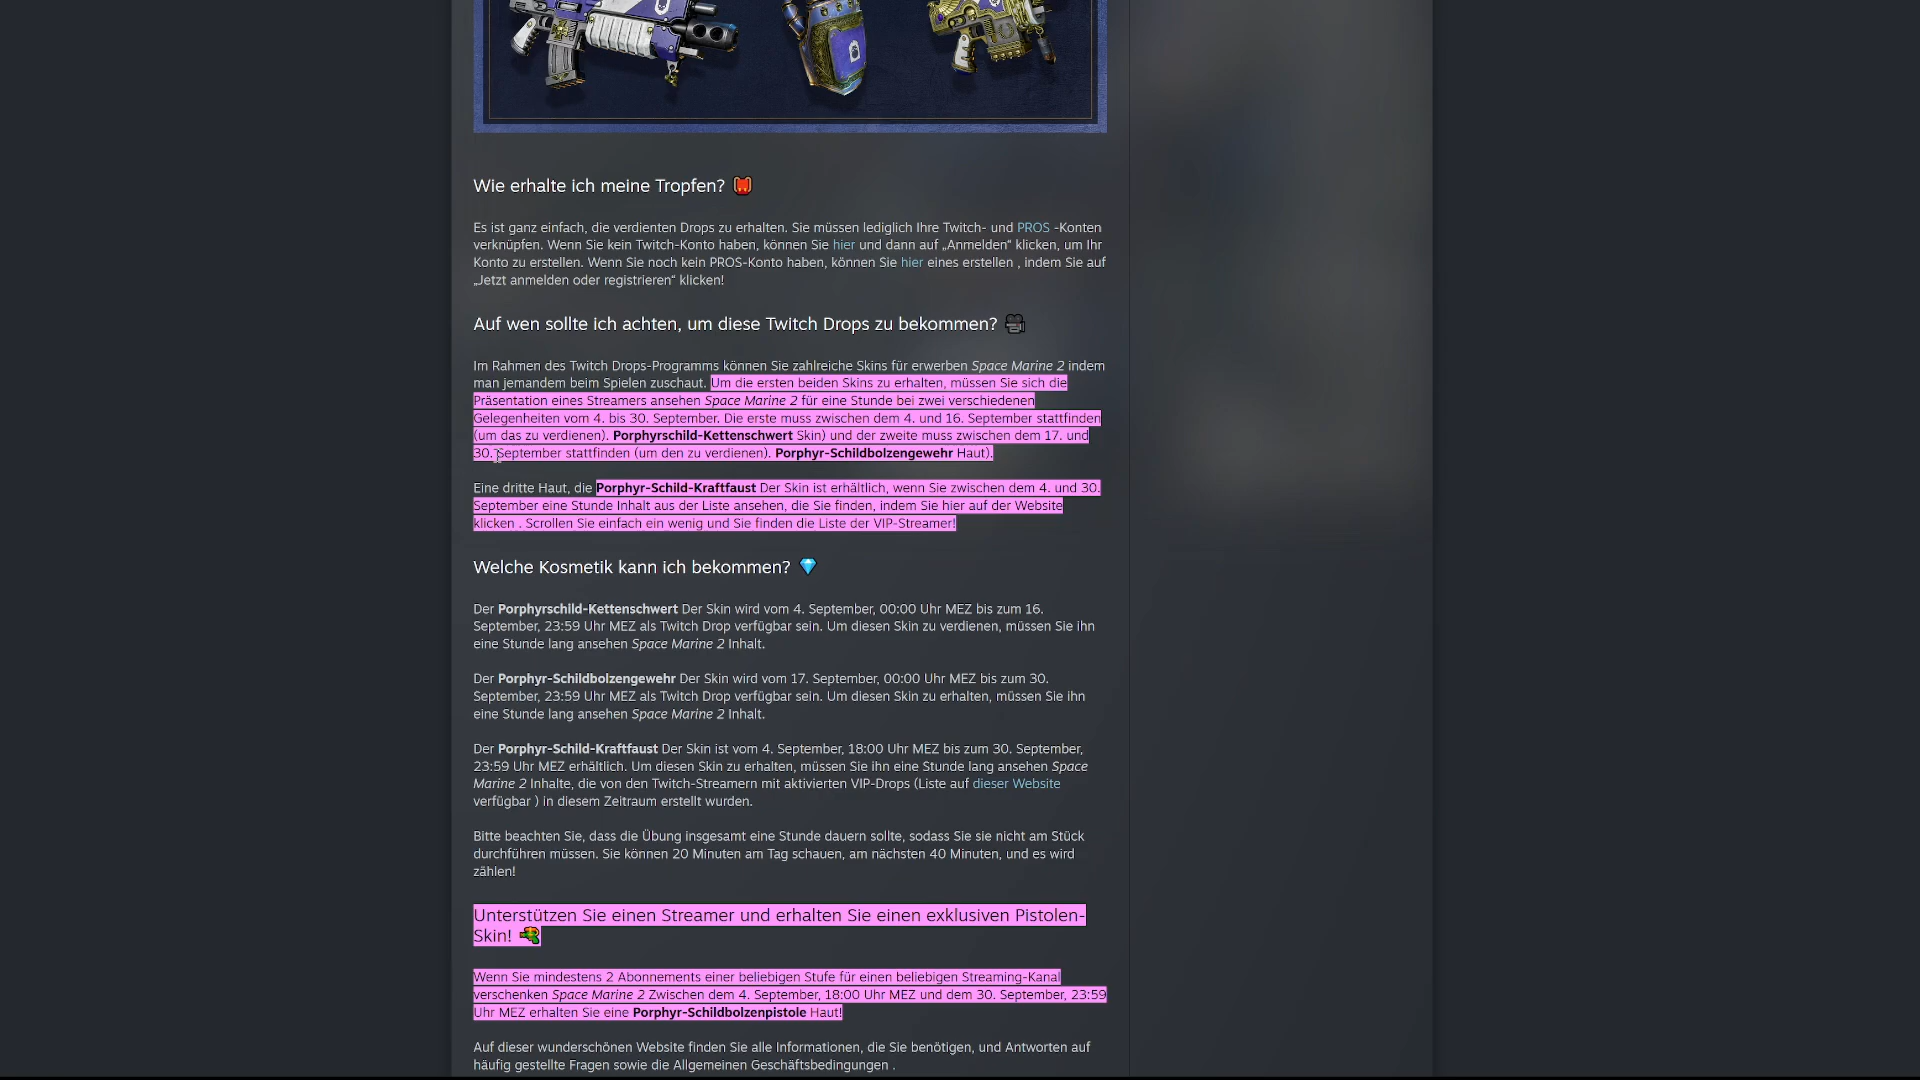 Wie erhalte ich meine Tropfen?
Es ist ganz einfach, die verdienten Drops zu erhalten. Sie müssen lediglich Ihre Twitch- und PROS -Konten
verknüpfen. Wenn Sie kein Twitch-Konto haben, können Sie hier und dann auf „Anmelden“ klicken, um Ihr
Konto zu erstellen. Wenn Sie noch kein PROS-Konto haben, können Sie hier eines erstellen , indem Sie auf
„Jetzt anmelden oder registrieren“ klicken!
Auf wen sollte ich achten, um diese Twitch Drops zu bekommen?
Im Rahmen des Twitch Drops-Programms können Sie zahlreiche Skins für erwerben Space Marine 2 indem
man jemandem beim Spielen zuschaut. Um die ersten beiden Skins zu erhalten, müssen Sie sich die
Präsentation eines Streamers ansehen Space Marine 2 für eine Stunde bei zwei verschiedenen
Gelegenheiten vom 4. bis 30. September. Die erste muss zwischen dem 4. und 16. September stattfinden
(um das zu verdienen). Porphyrschild-Kettenschwert Skin) und der zweite muss zwischen dem 17. und
30. September stattfinden (um den zu verdienen). Porphyr-Schildbolzengewehr Haut).
Eine dritte Haut, die Porphyr-Schild-Kraftfaust Der Skin ist erhältlich, wenn Sie zwischen dem 4. und 30.
September eine Stunde Inhalt aus der Liste ansehen, die Sie finden, indem Sie hier auf der Website
klicken . Scrollen Sie einfach ein wenig und Sie finden die Liste der VIP-Streamer!
Welche Kosmetik kann ich bekommen?
Der Porphyrschild-Kettenschwert Der Skin wird vom 4. September, 00:00 Uhr MEZ bis zum 16.
September, 23:59 Uhr MEZ als Twitch Drop verfügbar sein. Um diesen Skin zu verdienen, müssen Sie ihn
eine Stunde lang ansehen Space Marine 2 Inhalt.
Der Porphyr-Schildbolzengewehr Der Skin wird vom 17. September, 00:00 Uhr MEZ bis zum 30.
September, 23:59 Uhr MEZ als Twitch Drop verfügbar sein. Um diesen Skin zu erhalten, müssen Sie ihn
eine Stunde lang ansehen Space Marine 2 Inhalt.
Der Porphyr-Schild-Kraftfaust Der Skin ist vom 4. September, 18:00 Uhr MEZ bis zum 30. September,
23:59 Uhr MEZ erhältlich. Um diesen Skin zu erhalten, müssen Sie ihn eine Stunde lang ansehen Space
Marine 2 Inhalte, die von den Twitch-Streamern mit aktivierten VIP-Drops (Liste auf dieser Website
verfügbar ) in diesem Zeitraum erstellt wurden.
Bitte beachten Sie, dass die Übung insgesamt eine Stunde dauern sollte, sodass Sie sie nicht am Stück
durchführen müssen. Sie können 20 Minuten am Tag schauen, am nächsten 40 Minuten, und es wird
zählen!
Unterstützen Sie einen Streamer und erhalten Sie einen exklusiven Pistolen-
Skin!
Wenn Sie mindestens 2 Abonnements einer beliebigen Stufe für einen beliebigen Streaming-Kanal
verschenken Space Marine 2 Zwischen dem 4. September, 18:00 Uhr MEZ und dem 30. September, 23:59
Uhr MEZ erhalten Sie eine Porphyr-Schildbolzenpistole Haut!
Auf dieser wunderschönen Website finden Sie alle Informationen, die Sie benötigen, und Antworten auf
häufig gestellte Fragen sowie die Allgemeinen Geschäftsbedingungen .